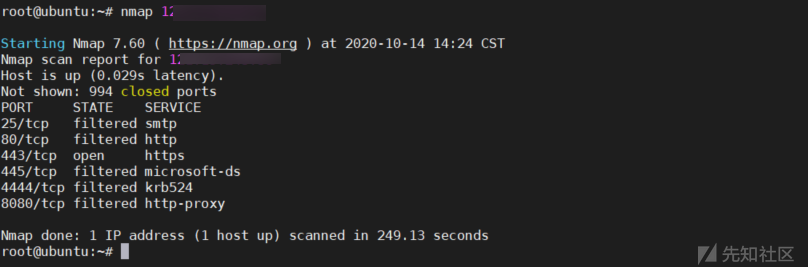 root@ubuntu:~# nmap 12
Starting Nmap 7.60 ( https://nmap.org ) at 2020-10-14 14:24 CST
Nmap scan report for 12
Host is up (0.029s latency).
Not shown: 994 closed ports
PORT STATE SERVICE
25/tcp filtered smtp
80/tcp filtered http
443/tcp open https
445/tcp filtered microsoft-ds
4444/tcp filtered krb524
8080/tcp filtered http-proxy
Nmap done: 1 IP address (1 host up) scanned in 249.13 seconds
root@ubuntu:~#
先知社区